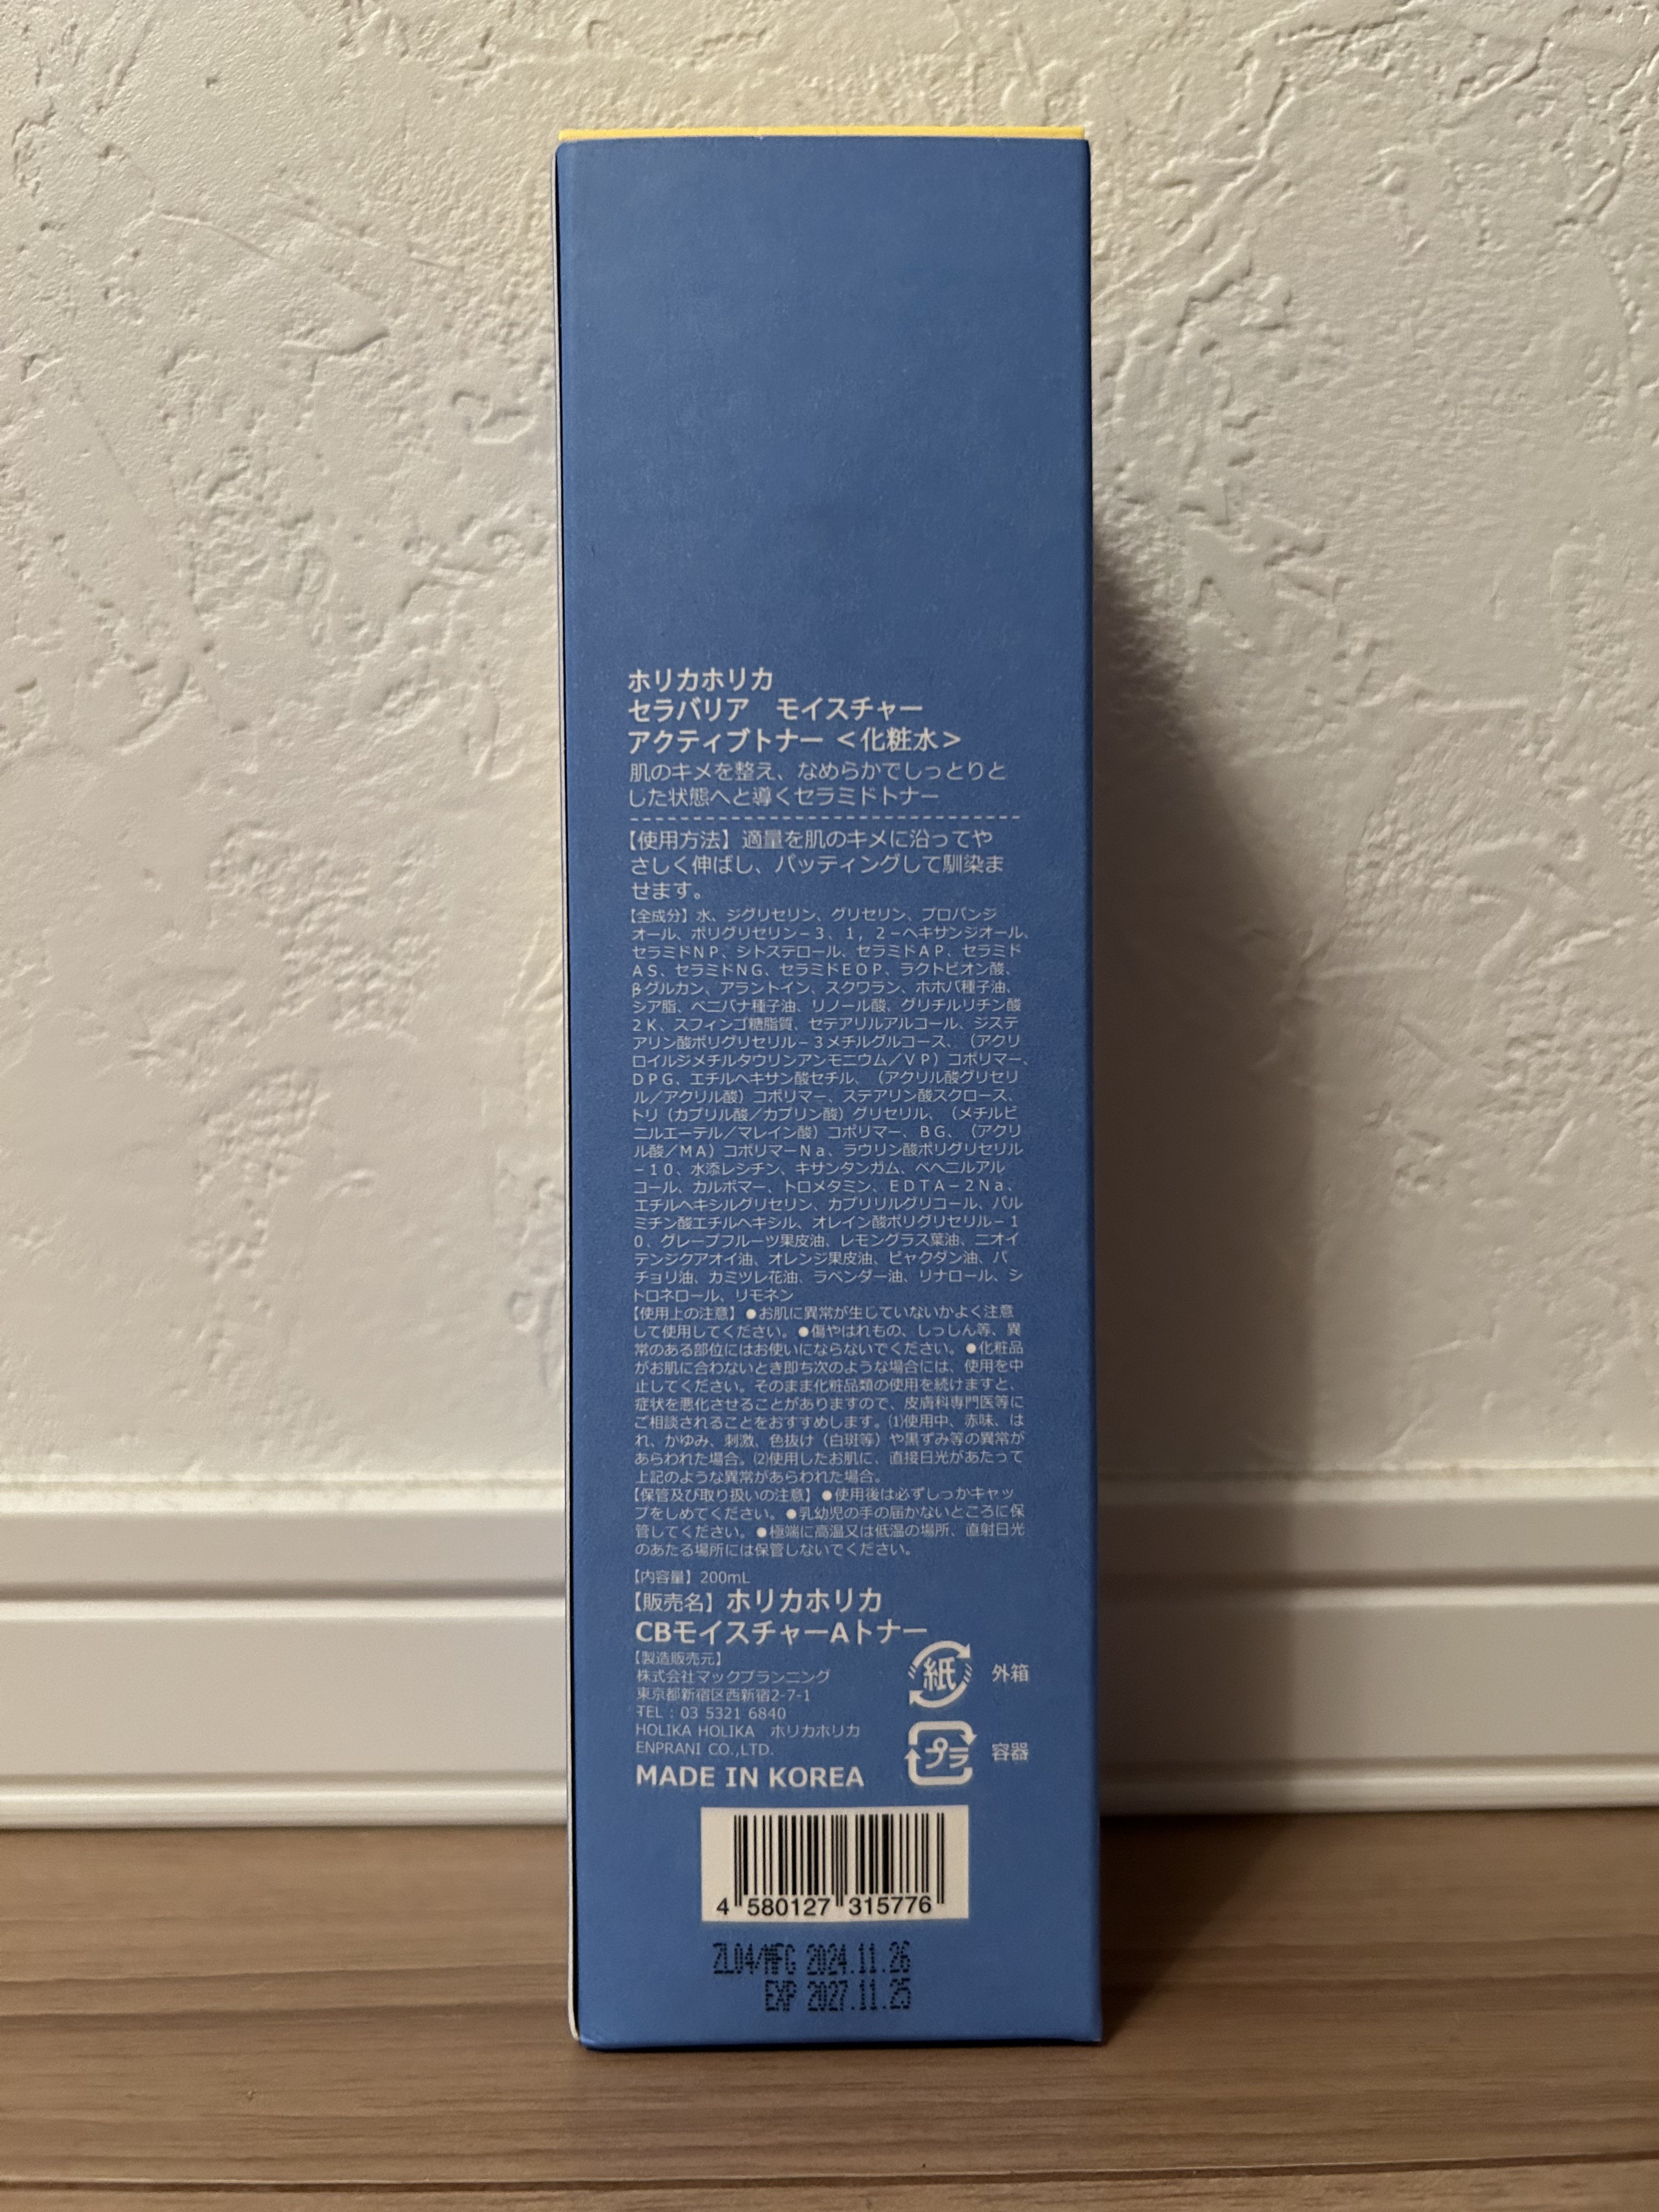 ホリカホリカ
セラバリア　モイスチャー
アクティブトナー＜化粧水＞
肌のキメを整え、なめらかでしっとりと
した状態へと導くセラミドトナー
【使用方法】適量を肌のキメに沿ってや
さしく伸ばし、パッティングして馴染ま
せます。
【全成分】水、ジグリセリン、グリセリン、プロパンジ
オール、ポリグリセリン－３、１，２－ヘキサンジオール、
セラミドＮＰ、シトステロール、セラミドＡＰ、セラミド
ＡＳ、セラミドＮＧ、セラミドＥＯＰ、ラクトビオン酸、
βグルカン、アラントイン、スクワラン、ホホバ種子油、
シア脂、ベニバナ種子油、リノール酸、グリチルリチン酸
２Ｋ、スフィンゴ糖脂質、セテアリルアルコール、ジステ
アリン酸ポリグリセリル－３メチルグルコース、（アクリ
ロイルジメチルタウリンアンモニウム／ＶＰ）コポリマー、
ＤＰＧ、エチルヘキサン酸セチル、（アクリル酸グリセリ
ル／アクリル酸）コポリマー、ステアリン酸スクロース、
トリ（カプリル酸／カプリン酸）グリセリル、（メチルビ
ニルエーテル／マレイン酸）コポリマー、ＢＧ、（アクリ
ル酸／ＭＡ）コポリマーＮａ、ラウリン酸ポリグリセリル
－１０、水添レシチン、キサンタンガム、ベヘニルアル
コール、カルボマー、トロメタミン、ＥＤＴＡ－２Ｎａ、
エチルヘキシルグリセリン、カプリリルグリコール、パル
ミチン酸エチルヘキシル、オレイン酸ポリグリセリル－１
０、グレープフルーツ果皮油、レモングラス葉油、ニオイ
テンジクアオイ油、オレンジ果皮油、ビャクダン油、パ
チョリ油、カミツレ花油、ラベンダー油、リナロール、シ
トロネロール、リモネン
【使用上の注意】●お肌に異常が生じていないかよく注意
して使用してください。●傷やはれもの、しっしん等、異
常のある部位にはお使いにならないでください。●化粧品
がお肌に合わないとき即ち次のような場合には、使用を中
止してください。そのまま化粧品類の使用を続けますと、
症状を悪化させることがありますので、皮膚科専門医等に
ご相談されることをおすすめします。⑴使用中、赤味、は
れ、かゆみ、刺激、色抜け（白斑等）や黒ずみ等の異常が
あらわれた場合。⑵使用したお肌に、直接日光があたって
上記のような異常があらわれた場合。
【保管及び取り扱いの注意】●使用後は必ずしっかキャッ
プをしめてください。●乳幼児の手の届かないところに保
管してください。●極端に高温又は低温の場所、直射日光
のあたる場所には保管しないでください。
【内容量】200mL
【販売名】ホリカホリカ
CBモイスチャーAトナー
【製造販売元】
株式会社マックプランニング
東京都新宿区西新宿2-7-1
TEL：03 5321 6840
HOLIKA HOLIKA　ホリカホリカ
ENPRANI CO.,LTD.
MADE IN KOREA
紙 外箱
プラ 容器
4 580127 315776
ZL04/MFG 2024.11.26
EXP 2027.11.25